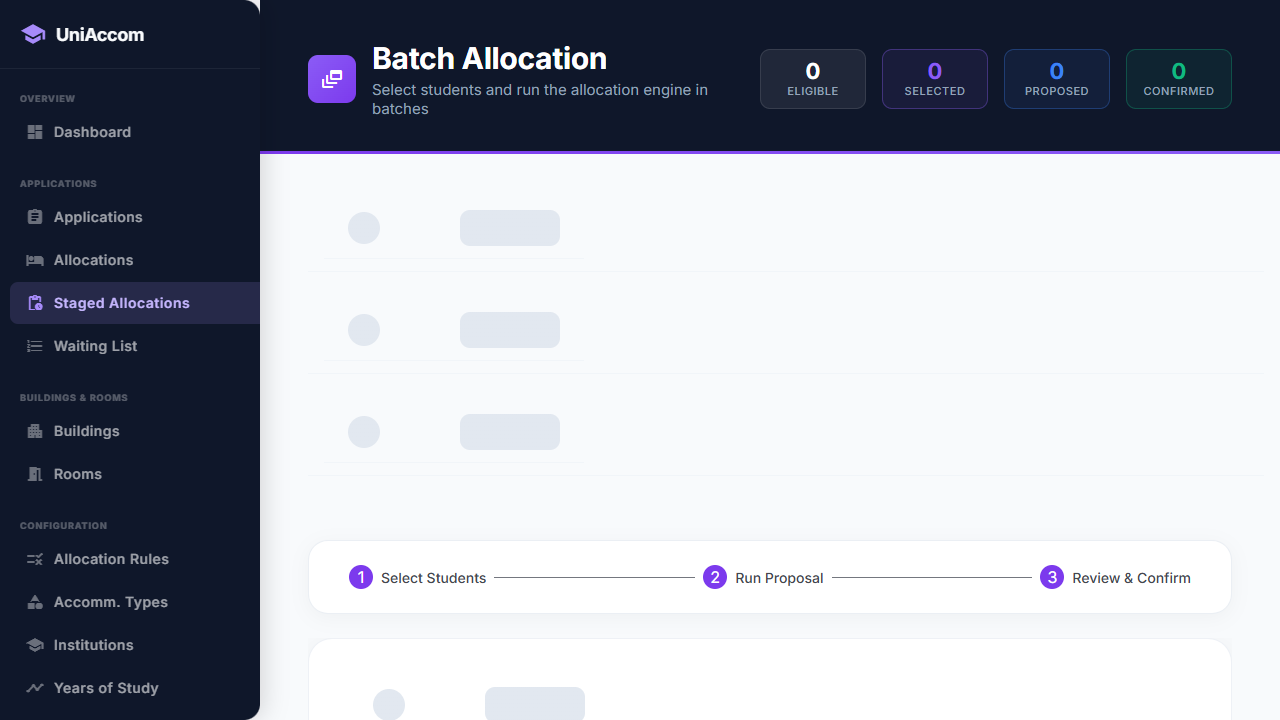 UniAccom
OVERVIEW
Dashboard
APPLICATIONS
Applications
Allocations
Staged Allocations
Waiting List
BUILDINGS & ROOMS
Buildings
Rooms
CONFIGURATION
Allocation Rules
Accomm. Types
Institutions
Years of Study
Batch Allocation
Select students and run the allocation engine in
batches
0
ELIGIBLE
0
SELECTED
0
PROPOSED
0
CONFIRMED
1 Select Students
2 Run Proposal
3 Review & Confirm